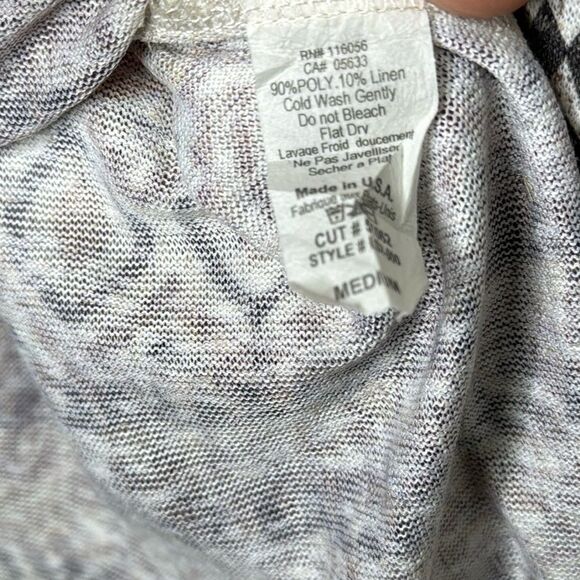 RN# 116056
CA# 05633
90%POLY.10% Linen
Cold Wash Gently
Do not Bleach
Flat Dry
Lavage Froid doucement
Ne Pas Javelliser
Secher a Plat
Made in U.S.A.
Fabrique
CUT #
STYLE #
MEDIUM